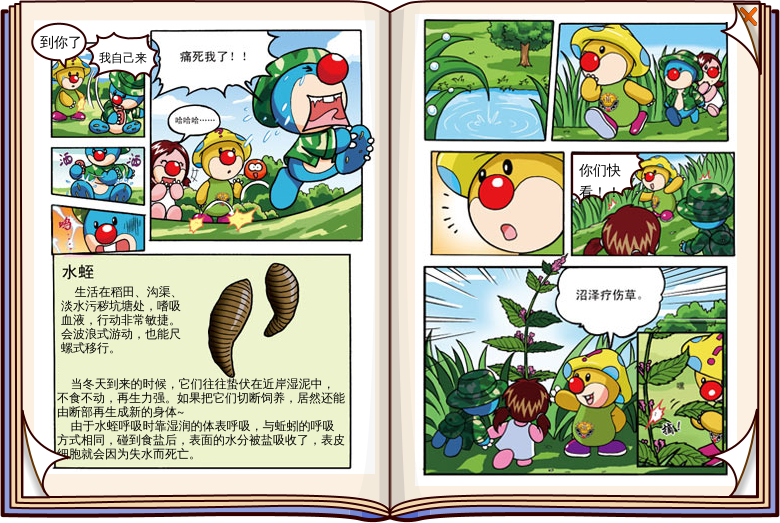 到你了
我自己来
痛死我了！！
哈哈哈……
洒
洒
水蛭
生活在稻田、沟渠、
淡水污秽坑塘处，嗜吸
血液，行动非常敏捷。
会波浪式游动，也能尺
蠖式移行。
当冬天到来的时候，它们往往蛰伏在近岸湿泥中，
不食不动，再生力强。如果把它们切断饲养，居然还能
由断部再生成新的身体~
由于水蛭呼吸时靠湿润的体表呼吸，与蚯蚓的呼吸
方式相同，碰到食盐后，表面的水分被盐吸收了，表皮
细胞就会因为失水而死亡。
你们快
看！！
沼泽疗伤草。
嘿
摘！